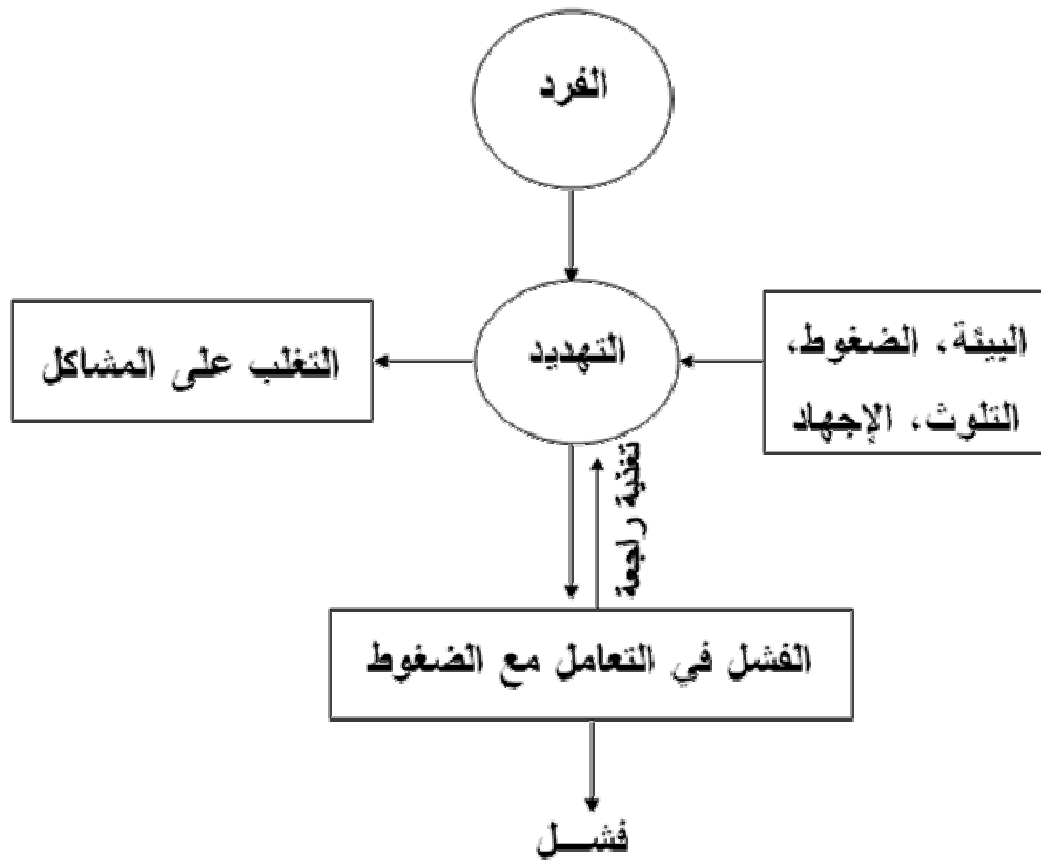 الفرد
التهديد
البيئة، الضغوط،
التلوث، الإجهاد
التغلب على المشاكل
تغذية راجعة
الفشل في التعامل مع الضغوط
فشـــل